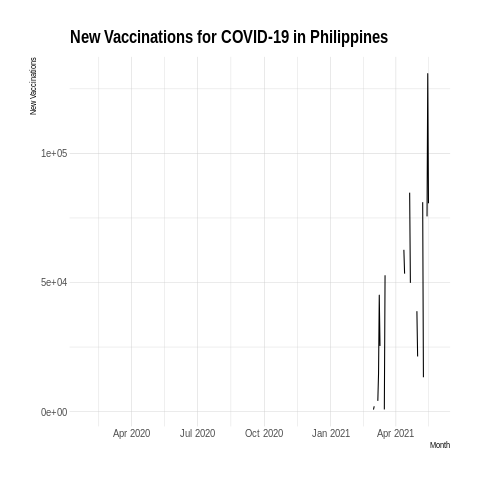 New Vaccinations for COVID-19 in Philippines
New Vaccinations
1e+05
5e+04
0e+00
Apr 2020 Jul 2020 Oct 2020 Jan 2021 Apr 2021
Month